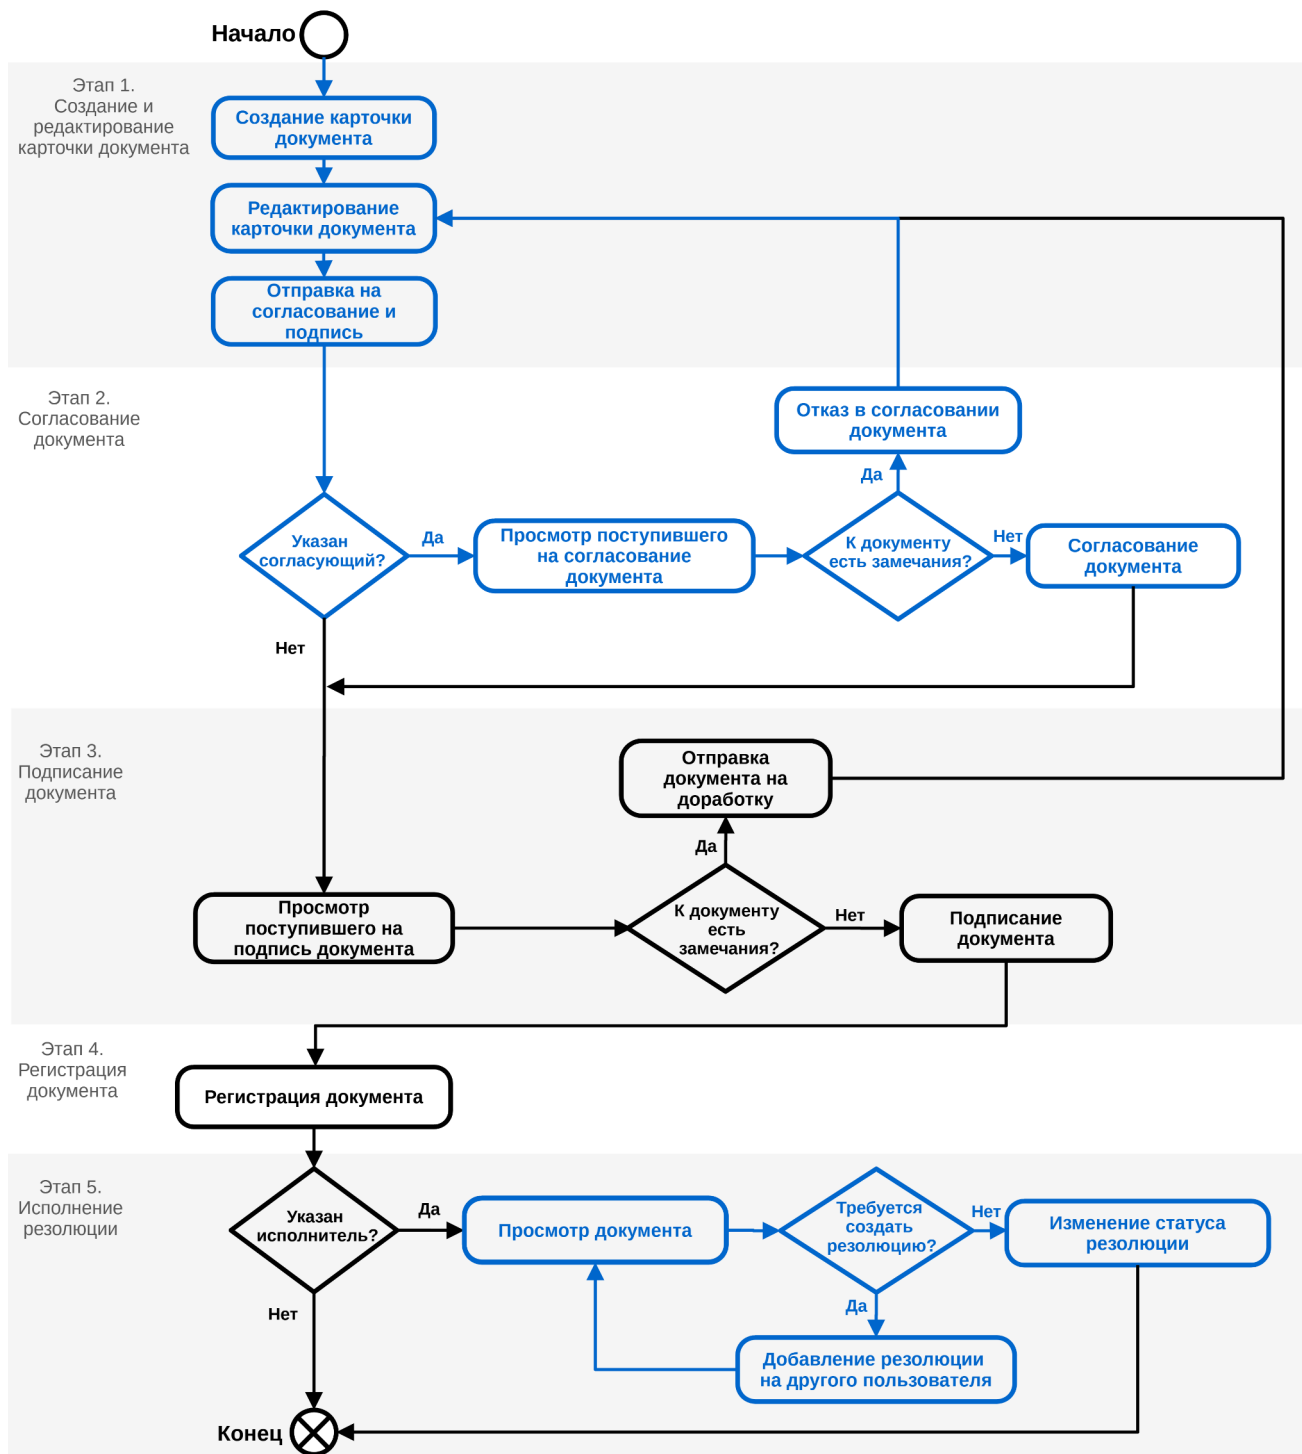 Начало
Этап 1.
Создание и
редактирование
карточки документа
Создание карточки
документа
Редактирование
карточки документа
Отправка на
согласование и
подпись
Этап 2.
Согласование
документа
Отказ в согласовании
документа
Да
Указан
согласующий?
Да
Просмотр поступившего
на согласование
документа
К документу
есть замечания?
Нет
Согласование
документа
Нет
Этап 3.
Подписание
документа
Отправка
документа на
доработку
Да
Просмотр
поступившего на
подпись документа
К документу
есть
замечания?
Нет
Подписание
документа
Этап 4.
Регистрация
документа
Регистрация документа
Этап 5.
Исполнение
резолюции
Указан
исполнитель?
Да
Просмотр документа
Требуется
создать
резолюцию?
Нет
Изменение статуса
резолюции
Нет
Да
Добавление резолюции
на другого пользователя
Конец